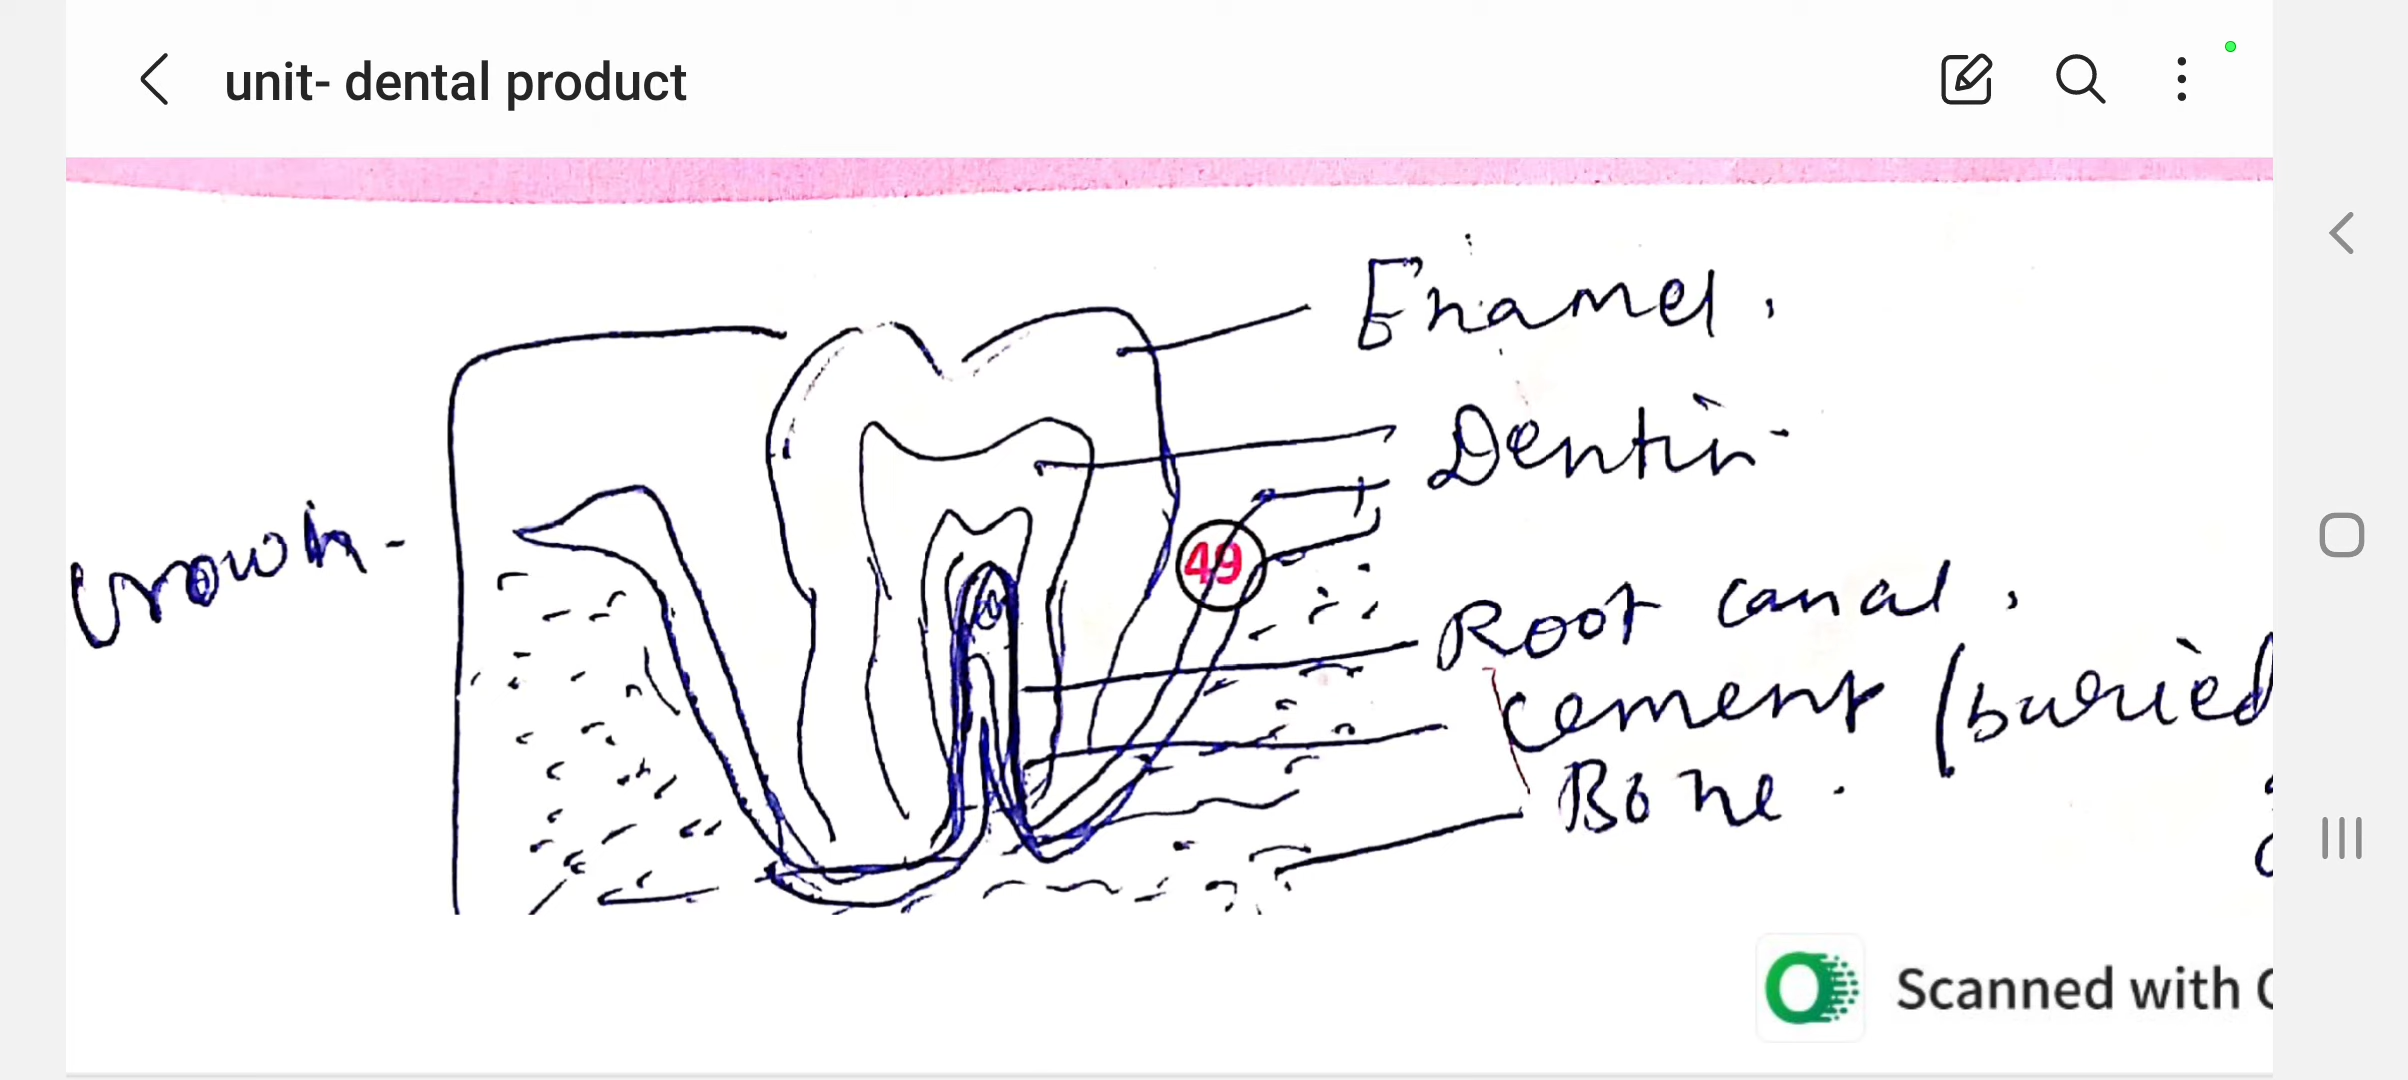 unit- dental product
Enamel.
Dentin-
49
Crown-
Root canal.
Cement (buried
Bone.
Scanned with